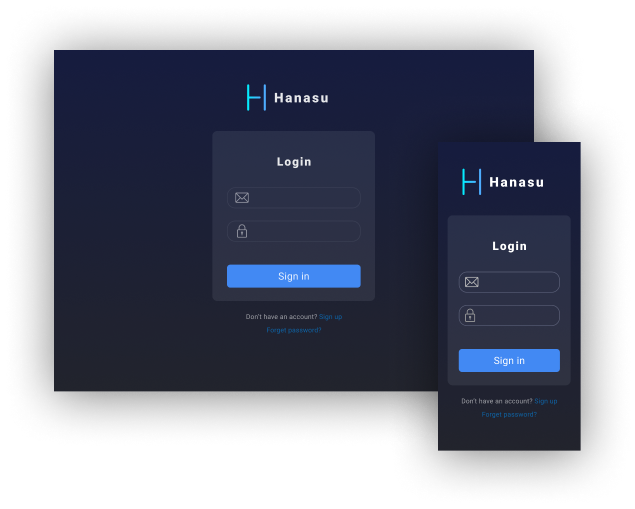 Hanasu
Login
Sign in
Don't have an account? Sign up
Forget password?
Hanasu
Login
Sign in
Don't have an account? Sign up
Forget password?